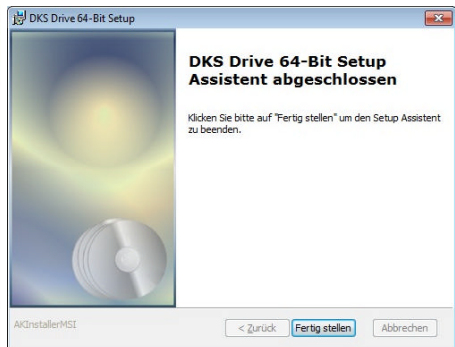 DKS Drive 64-Bit Setup
DKS Drive 64-Bit Setup
Assistent abgeschlossen
Klicken Sie bitte auf "Fertig stellen" um den Setup Assistent
zu beenden.
AKInstallerMSI
< Zurück Fertig stellen Abbrechen